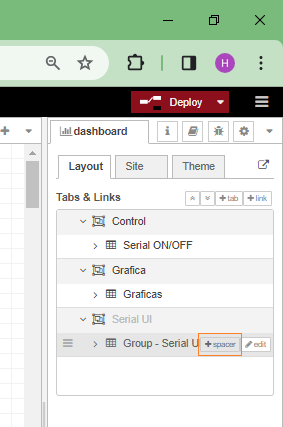 H
Deploy
dashboard
i
Layout
Site
Theme
Tabs & Links
+tab
+link
Control
Serial ON/OFF
Grafica
Graficas
Serial UI
Group - Serial U
+spacer
edit